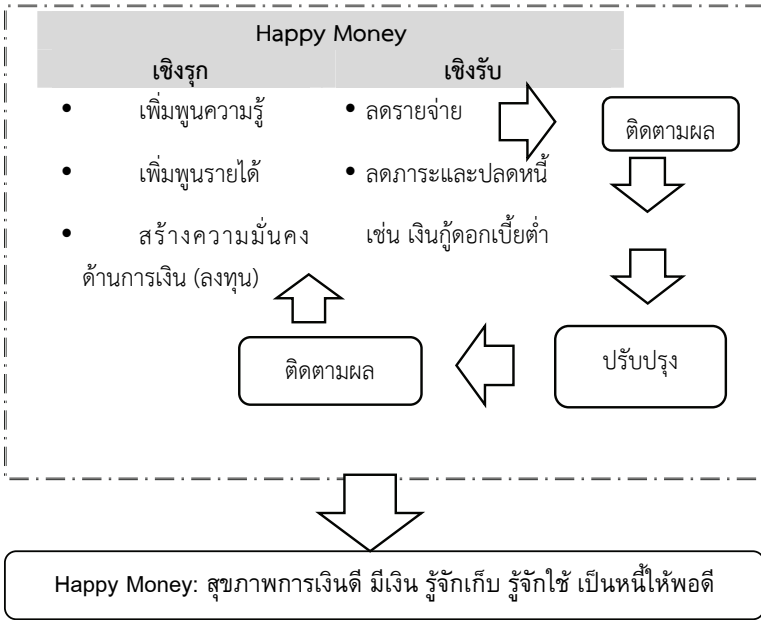 Happy Money
เชิงรุก เชิงรับ
• เพิ่มพูนความรู้ • ลดรายจ่าย
ติดตามผล
• เพิ่มพูนรายได้ • ลดภาระและปลดหนี้
• สร้างความมั่นคง เช่น เงินกู้ดอกเบี้ยต่ำ
ด้านการเงิน (ลงทุน)
ติดตามผล
ปรับปรุง
Happy Money: สุขภาพการเงินดี มีเงิน รู้จักเก็บ รู้จักใช้ เป็นหนี้ให้พอดี